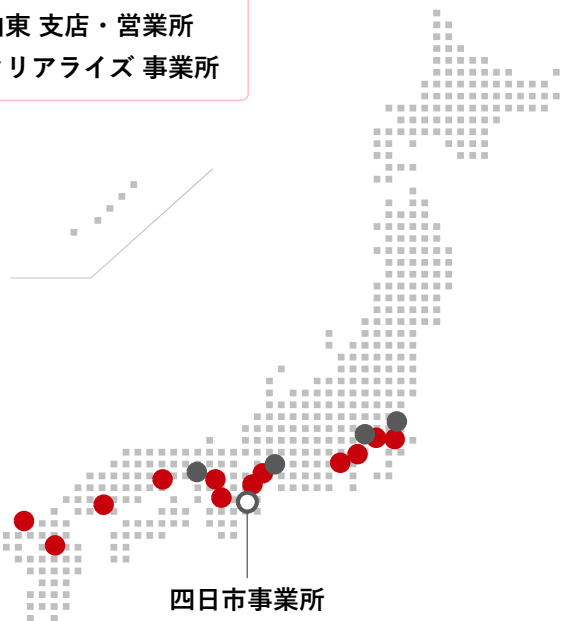 東 支店・営業所
リアライズ 事業所
四日市事業所